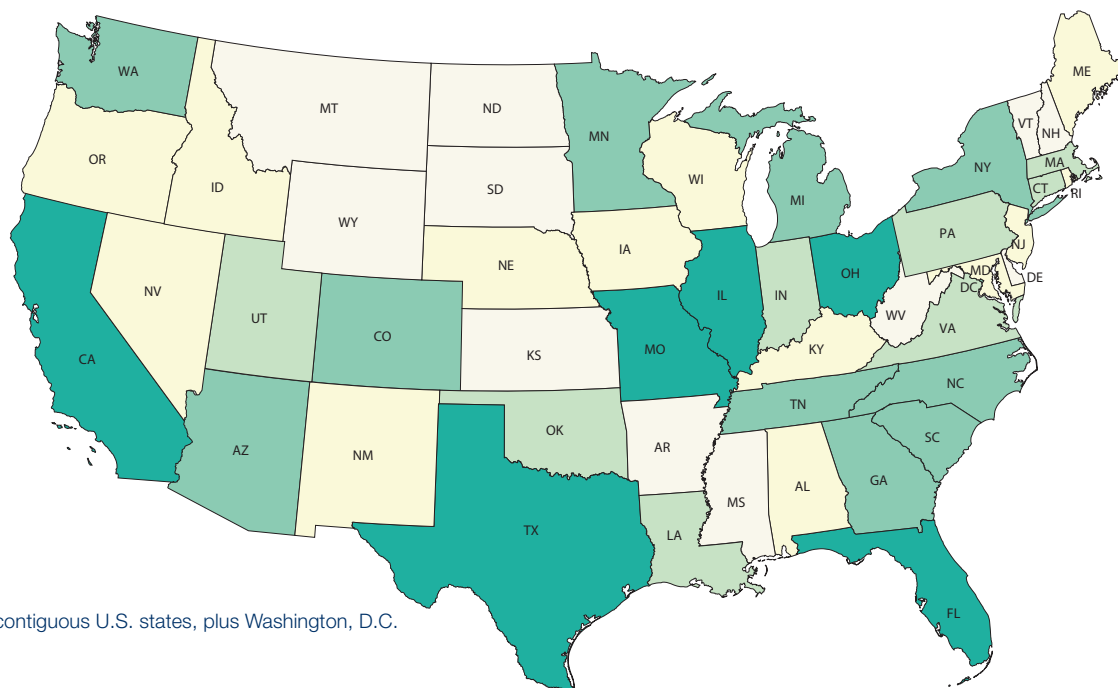 WA
MT
ND
MN
ME
VT
NH
OR
ID
SD
WI
NY
MA
CT
RI
MI
WY
PA
NE
IA
NJ
NV
UT
CO
IL
IN
OH
MD
DE
DC
WV
VA
CA
KS
MO
KY
NC
TN
AZ
NM
OK
AR
SC
MS
AL
GA
TX
LA
FL
contiguous U.S. states, plus Washington, D.C.